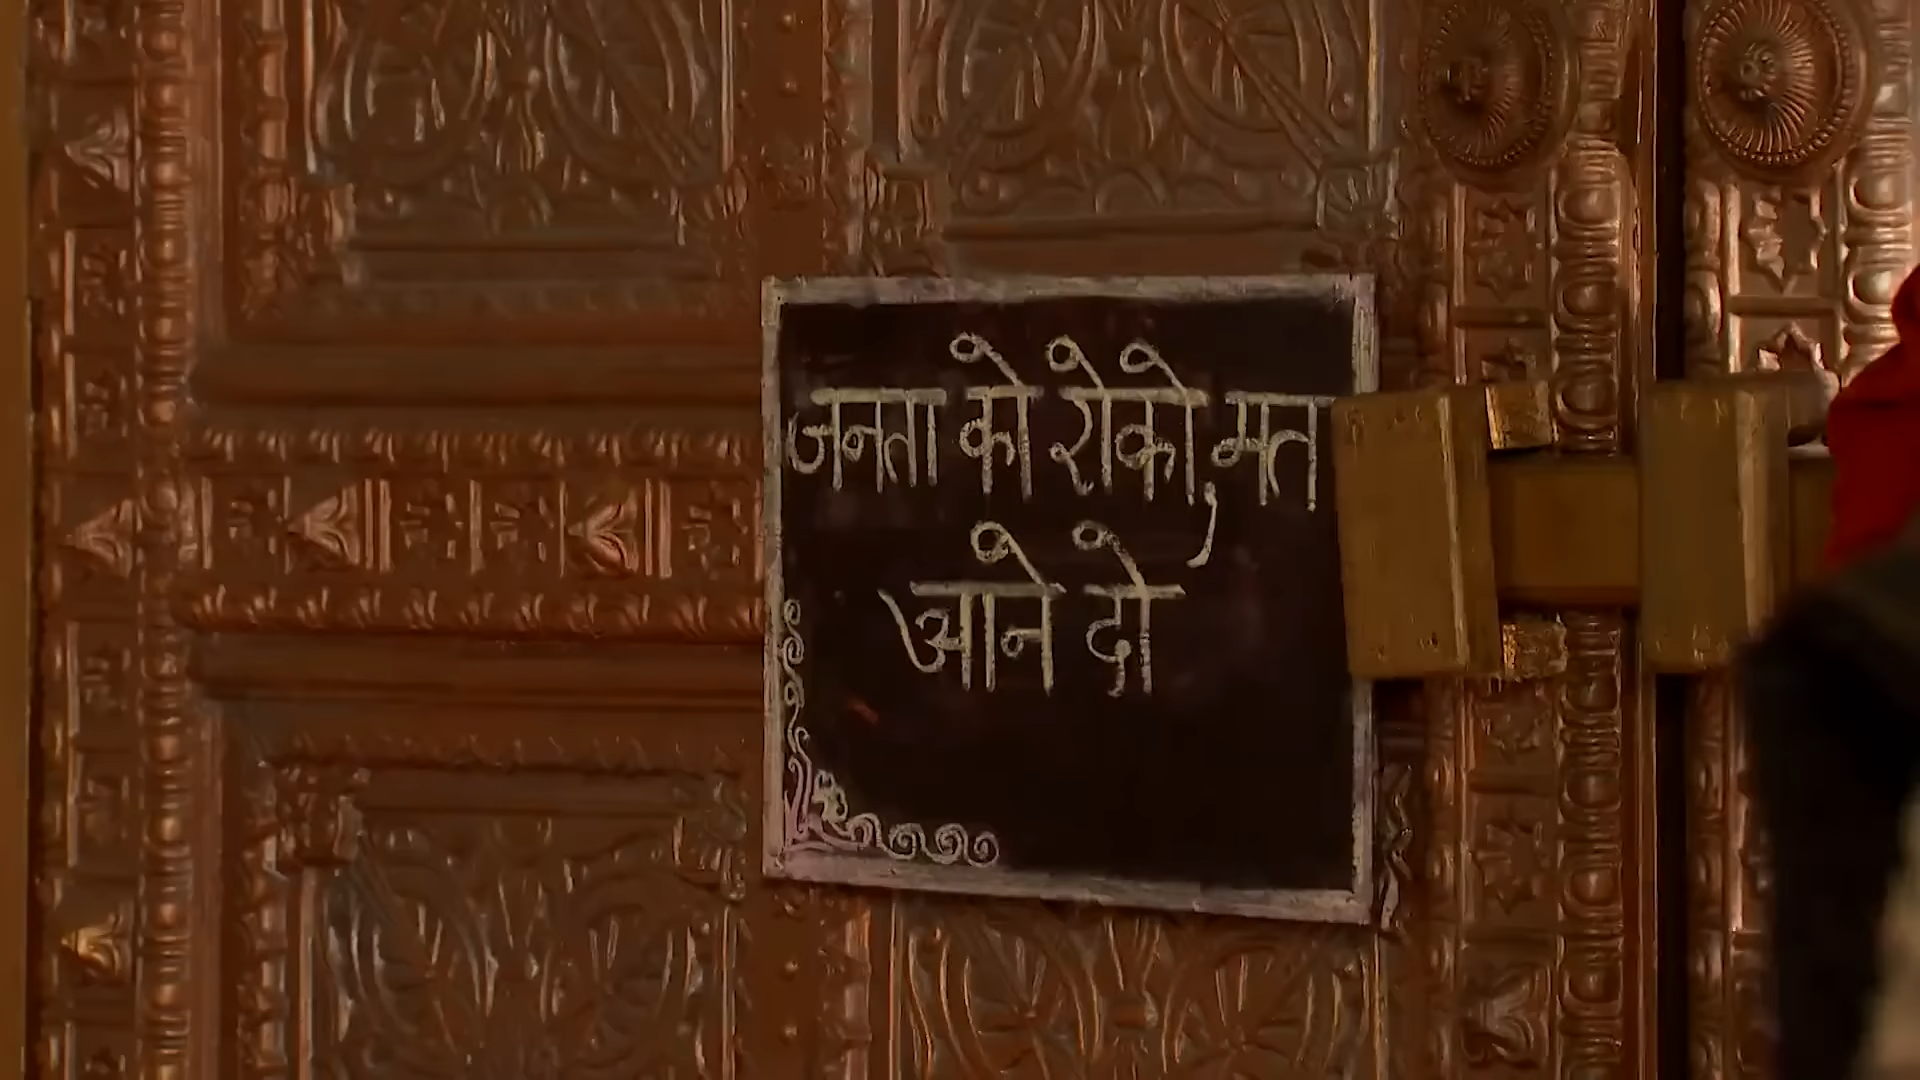 जनता को रोको, मत
आने दो